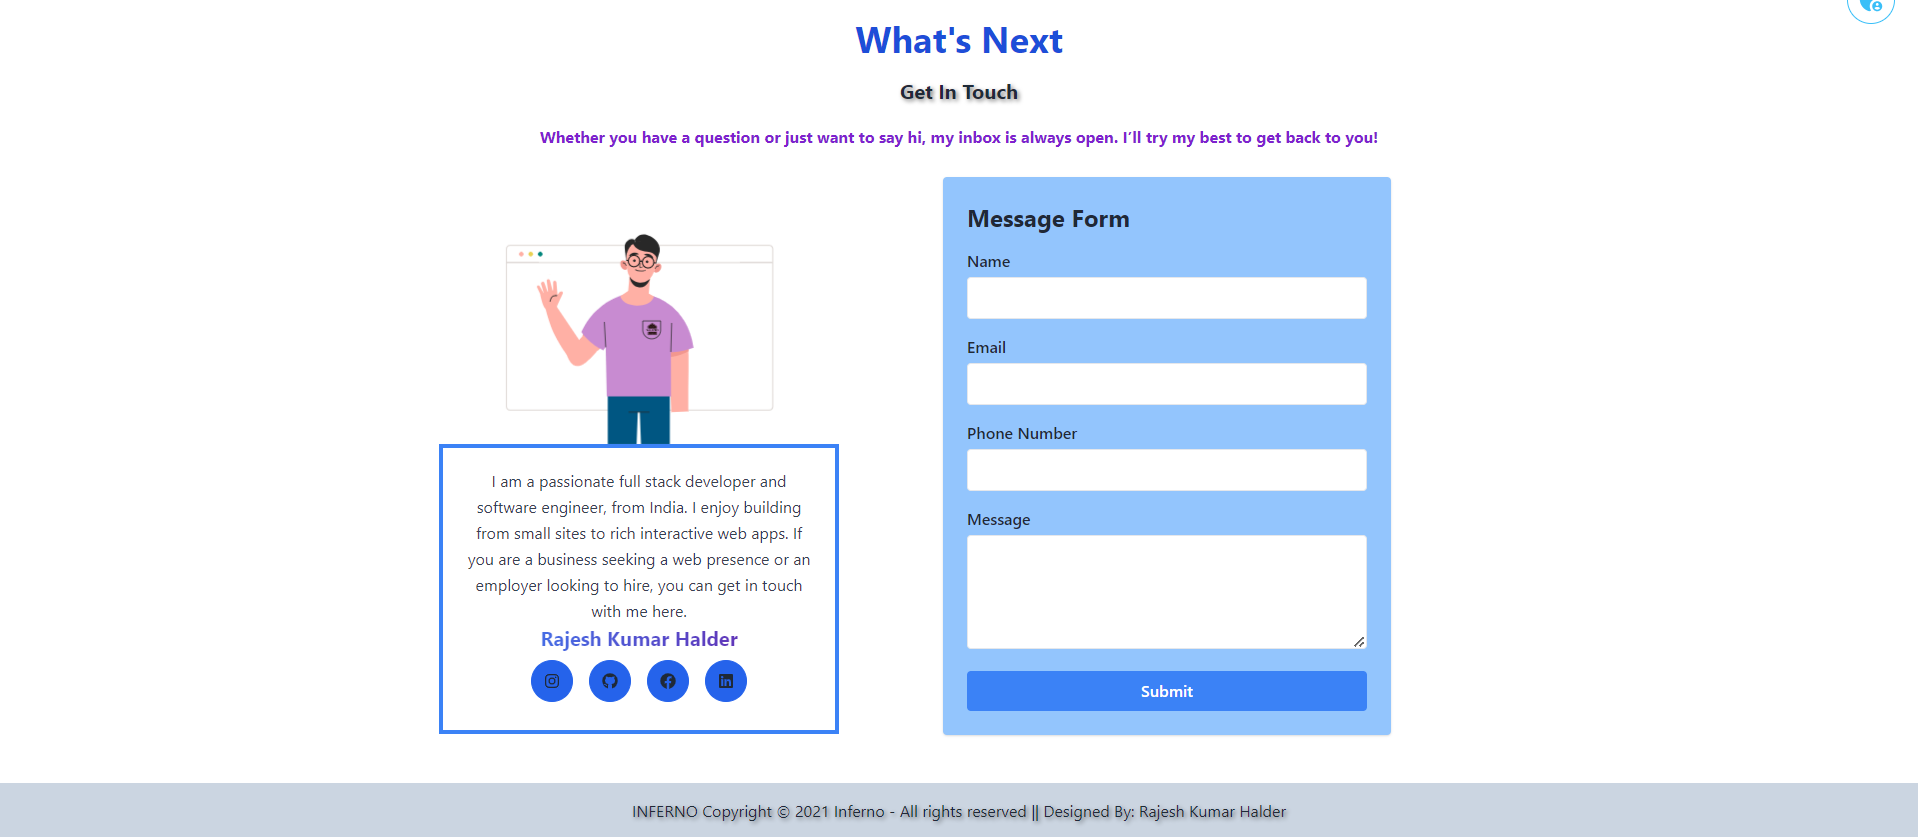 What's Next
Get In Touch
Whether you have a question or just want to say hi, my inbox is always open. I’ll try my best to get back to you!
I am a passionate full stack developer and
software engineer, from India. I enjoy building
from small sites to rich interactive web apps. If
you are a business seeking a web presence or an
employer looking to hire, you can get in touch
with me here.
Rajesh Kumar Halder
Message Form
Name
Email
Phone Number
Message
Submit
INFERNO Copyright © 2021 Inferno - All rights reserved || Designed By: Rajesh Kumar Halder